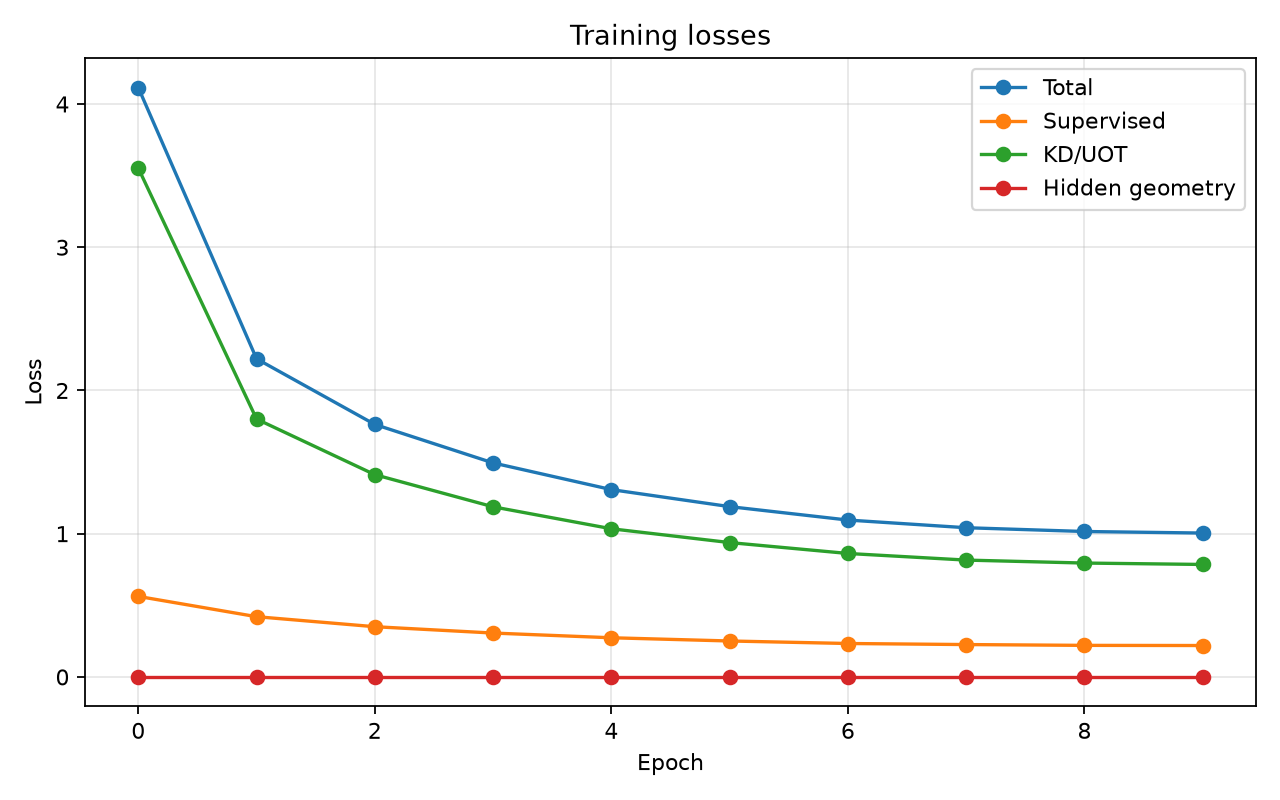 Training losses
Total
Supervised
KD/UOT
Hidden geometry
4
3
2
1
0
Loss
0 2 4 6 8
Epoch